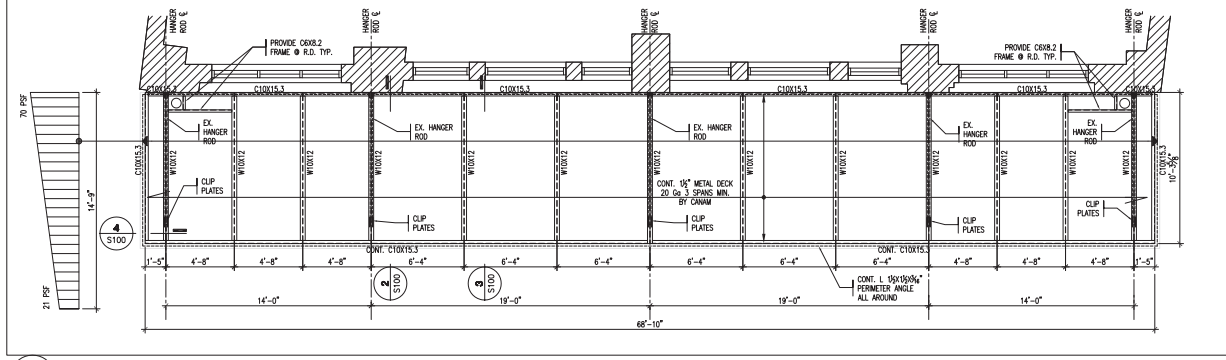 HANGER
ROD ℄
HANGER
ROD ℄
HANGER
ROD ℄
HANGER
ROD ℄
HANGER
ROD ℄
PROVIDE C6X8.2
FRAME @ R.D. TYP.
PROVIDE C6X8.2
FRAME @ R.D. TYP.
C10X15.3
C10X15.3
C10X15.3
C10X15.3
C10X15.3
C10X15.3
70 PSF
21 PSF
14'-9"
C10X15.3
EX.
HANGER
ROD
EX. HANGER
ROD
EX. HANGER
ROD
EX.
HANGER
ROD
EX.
HANGER
ROD
W10X12
W10X12
W10X12
W10X12
W10X12
W10X12
W10X12
W10X12
W10X12
W10X12
W10X12
W10X12
W10X12
C10X15.3
10'-3⅞"
CONT. 1½" METAL DECK
20 Ga 3 SPANS MIN.
BY CANAM
CLIP
PLATES
CLIP
PLATES
CLIP
PLATES
CLIP
PLATES
CLIP
PLATES
4
S100
CONT. C10X15.3
CONT. C10X15.3
1'-5"
4'-8"
4'-8"
4'-8"
6'-4"
6'-4"
6'-4"
6'-4"
6'-4"
6'-4"
4'-8"
4'-8"
4'-8"
1'-5"
2
S100
3
S100
CONT. L 1½X1½X³⁄₁₆"
PERIMETER ANGLE
ALL AROUND
14'-0"
19'-0"
19'-0"
14'-0"
68'-10"